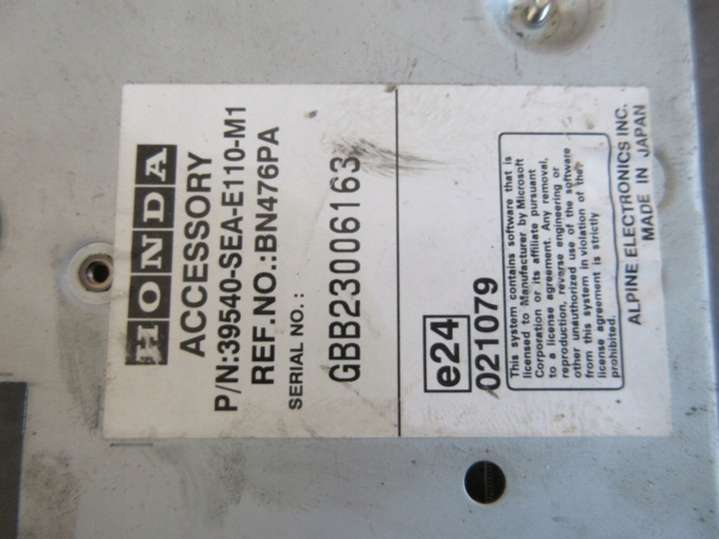 HONDA
ACCESSORY
P/N:39540-SEA-E110-M1
REF.NO.:BN476PA
SERIAL NO.:
GBB23006163
e24
021079
This system contains software that is
licensed to Manufacturer by Microsoft
Corporation or its affiliate pursuant
to a license agreement. Any removal,
reproduction, reverse engineering or
other unauthorized use of the software
from this system in violation of the
license agreement is strictly
prohibited.
ALPINE ELECTRONICS INC.
MADE IN JAPAN